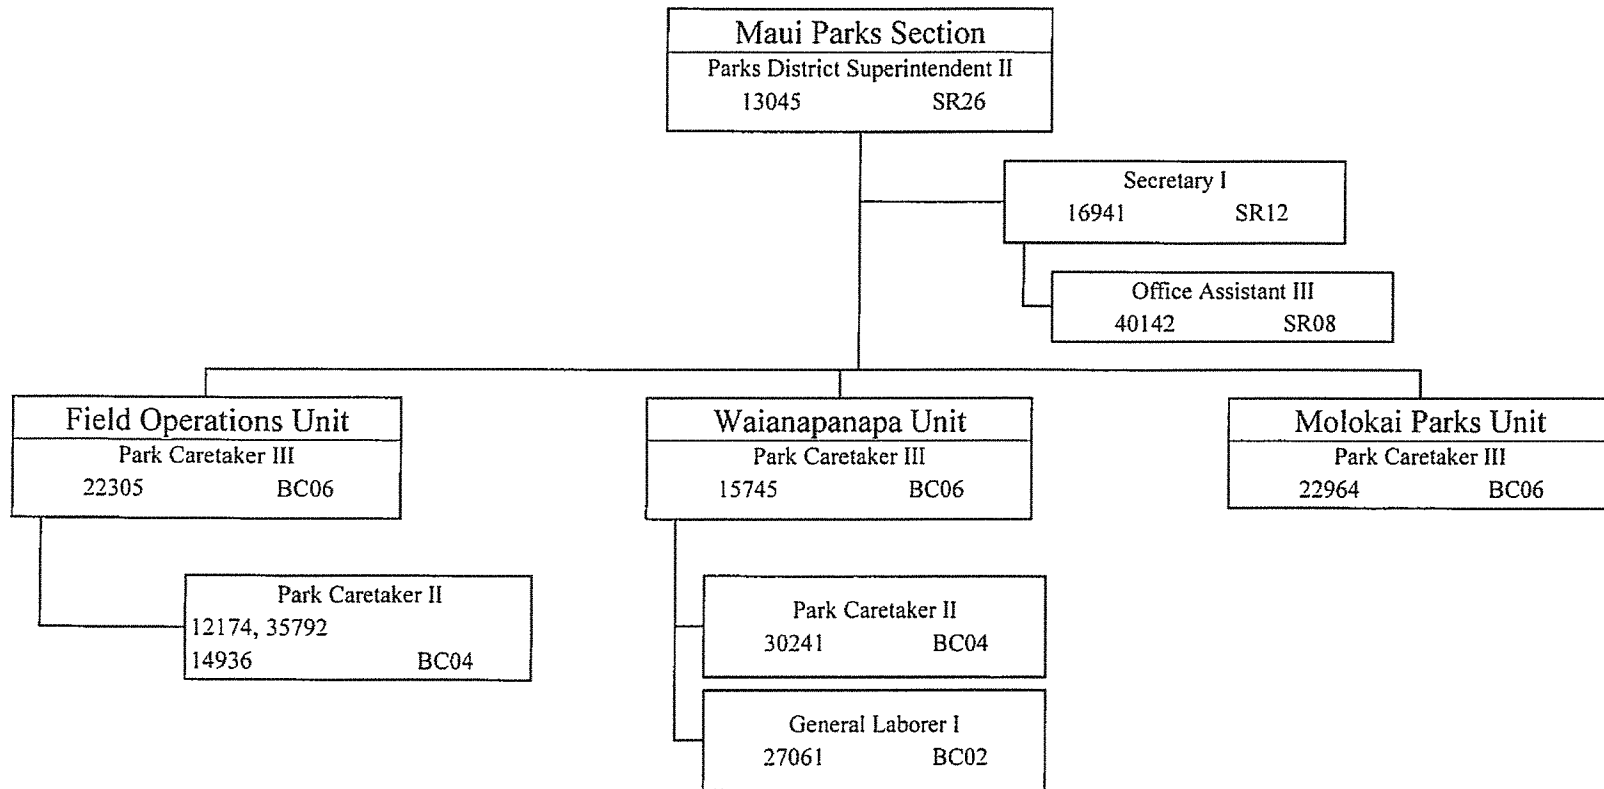 Maui Parks Section
Parks District Superintendent II
13045 SR26
Secretary I
16941 SR12
Office Assistant III
40142 SR08
Field Operations Unit
Park Caretaker III
22305 BC06
Park Caretaker II
12174, 35792
14936 BC04
Waianapanapa Unit
Park Caretaker III
15745 BC06
Park Caretaker II
30241 BC04
General Laborer I
27061 BC02
Molokai Parks Unit
Park Caretaker III
22964 BC06